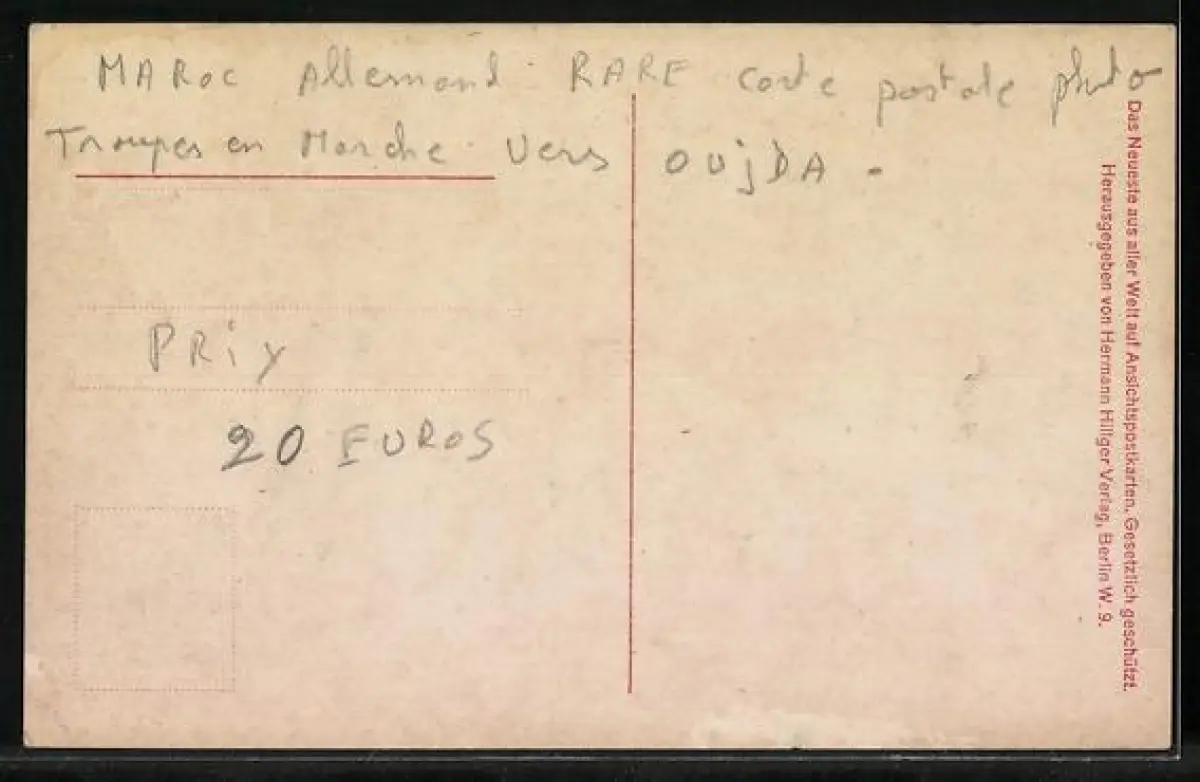 MARoc Allemand - RARE carte postale photo
Troupes en Marche vers OUJDA.
PRix
20 EUROS
Das Neueste aus aller Welt auf Ansichtspostkarten. Gesetzlich geschützt.
Herausgegeben von Hermann Hillger Verlag, Berlin W. 9.